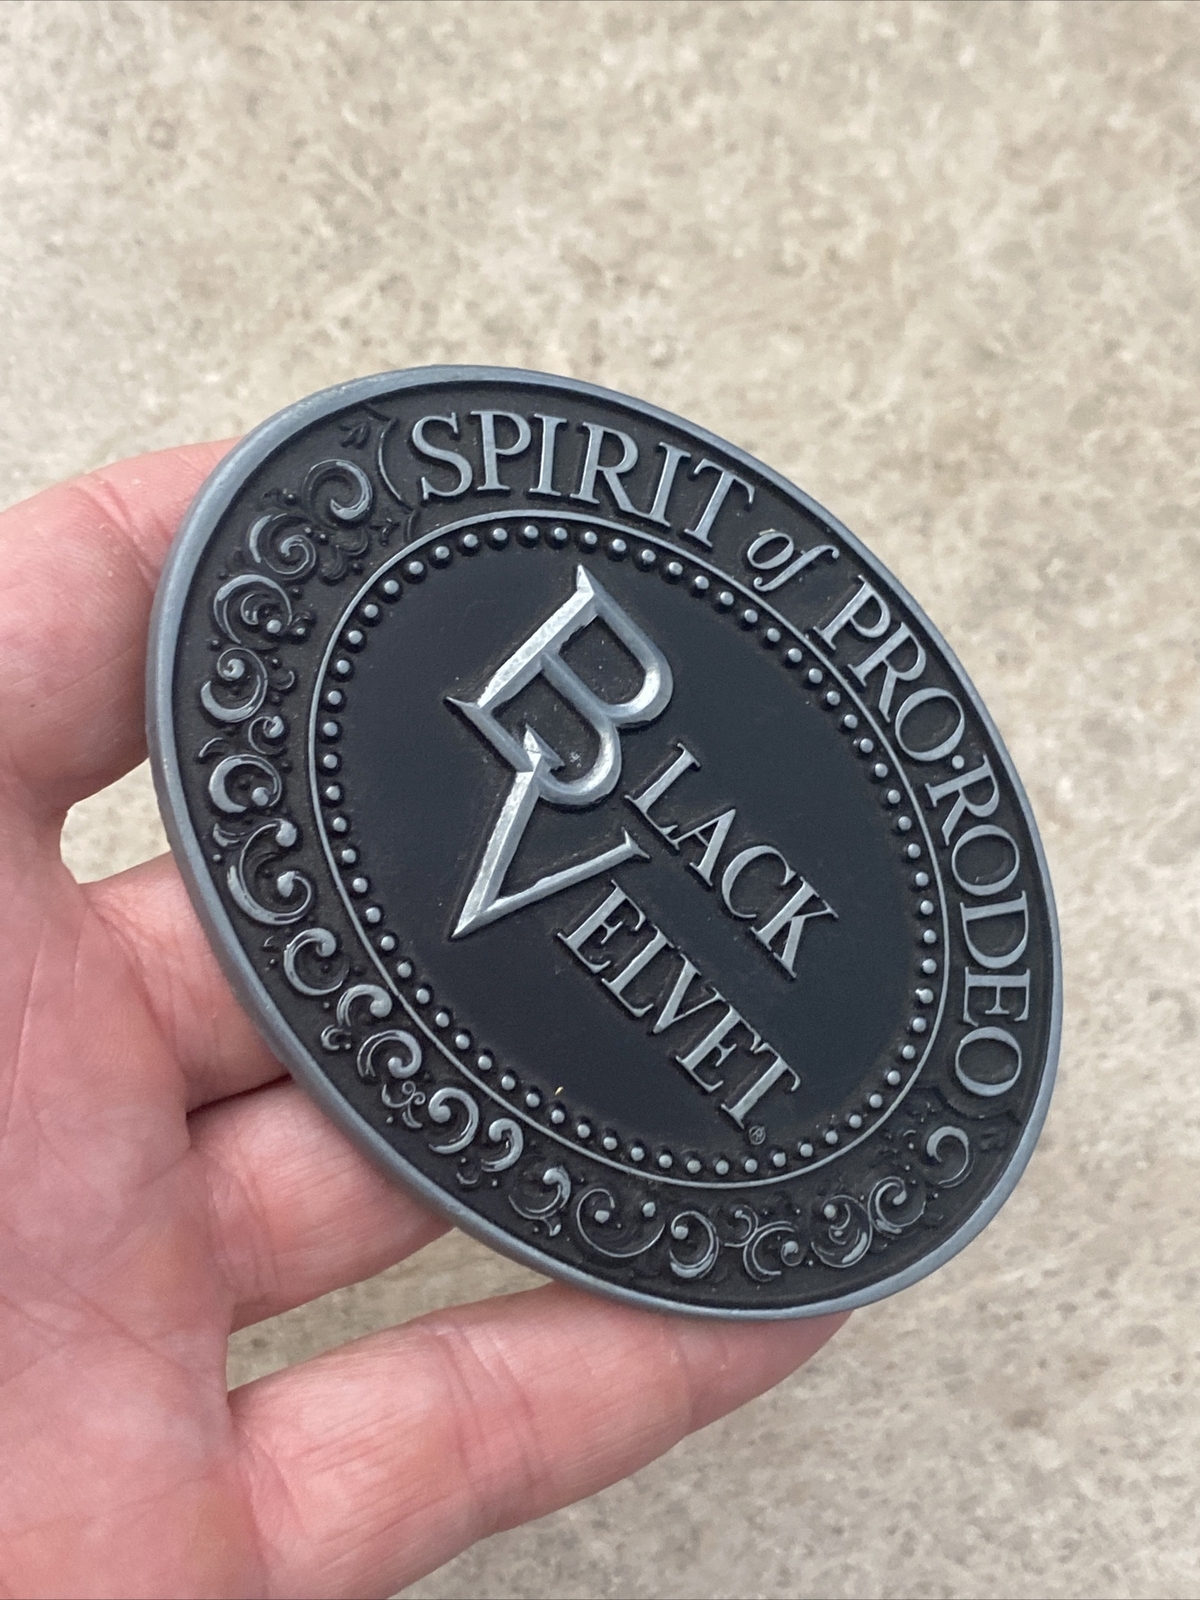 SPIRIT of PRO·RODEO
BLACK
VELVET®